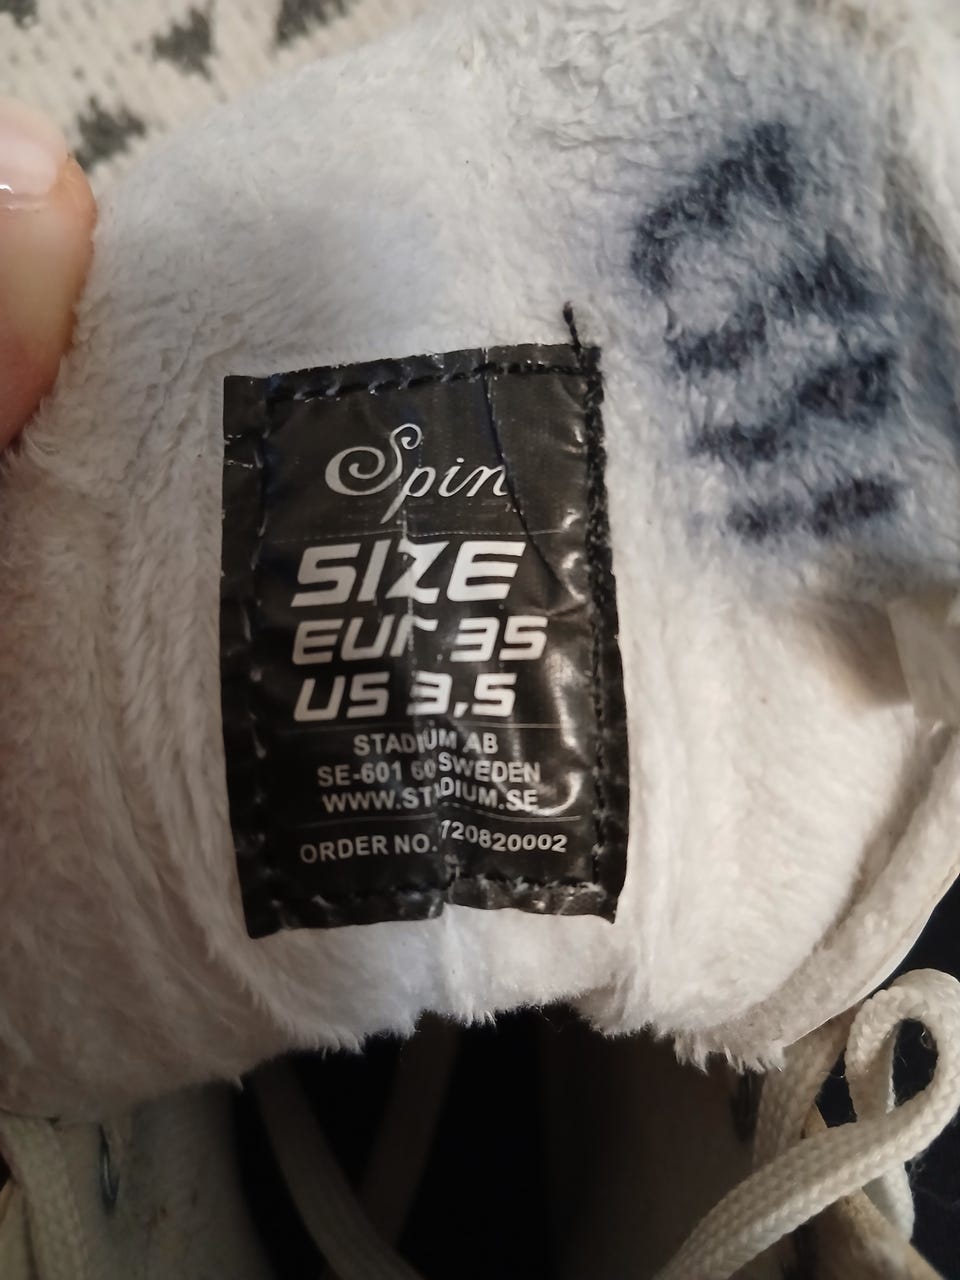 Spin
SIZE
EUr 35
US 3,5
STADIUM AB
SE-601 60 SWEDEN
WWW.STADIUM.SE
ORDER NO. 720820002